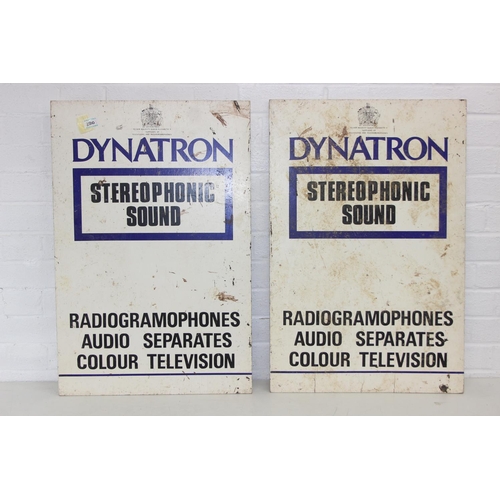 DYNATRON
STEREOPHONIC
SOUND
RADIOGRAMOPHONES
AUDIO SEPARATES
COLOUR TELEVISION
DYNATRON
STEREOPHONIC
SOUND
RADIOGRAMOPHONES
AUDIO SEPARATES
COLOUR TELEVISION